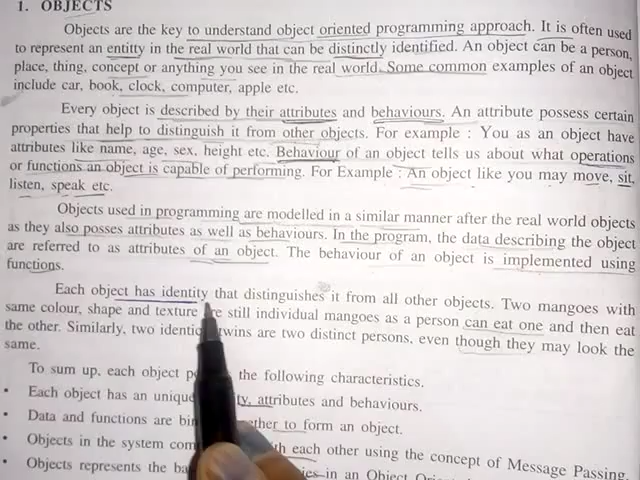 1. OBJECTS
Objects are the key to understand object oriented programming approach. It is often used
to represent an entity in the real world that can be distinctly identified. An object can be a person,
place, thing, concept or anything you see in the real world. Some common examples of an object
include car, book, clock, computer, apple etc.
Every object is described by their attributes and behaviours. An attribute possess certain
properties that help to distinguish it from other objects. For example : You as an object have
attributes like name, age, sex, height etc. Behaviour of an object tells us about what operations
or functions an object is capable of performing. For Example : An object like you may move, sit,
listen, speak etc.
Objects used in programming are modelled in a similar manner after the real world objects
as they also posses attributes as well as behaviours. In the program, the data describing the object
are referred to as attributes of an object. The behaviour of an object is implemented using
functions.
Each object has identity that distinguishes it from all other objects. Two mangoes with
same colour, shape and texture are still individual mangoes as a person can eat one and then eat
the other. Similarly, two identic twins are two distinct persons, even though they may look the
same.
To sum up, each object the following characteristics.
• Each object has an unique attributes and behaviours.
• Data and functions are to form an object.
• Objects in the system each other using the concept of Message Passing.
• Objects represents the in an Object